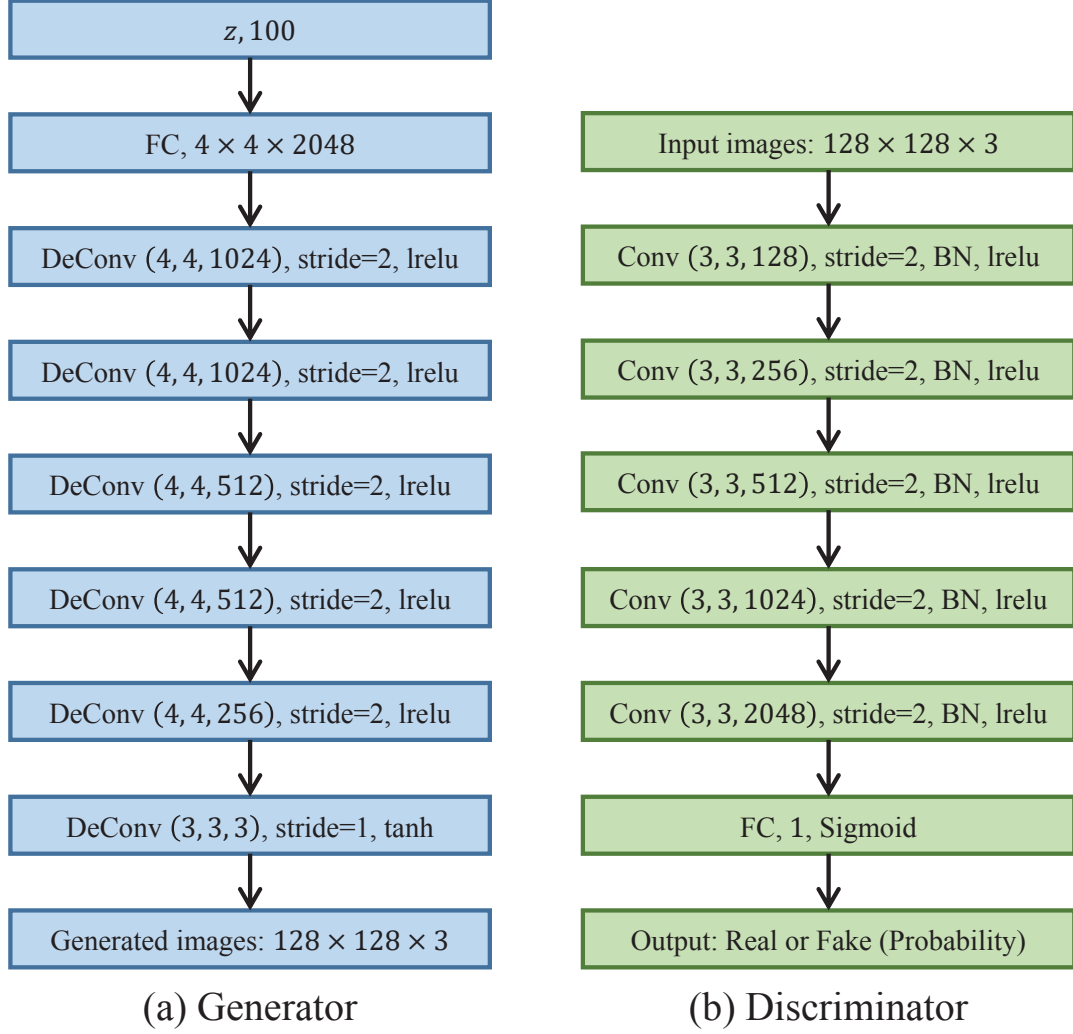 z, 100
FC, 4 × 4 × 2048
DeConv (4, 4, 1024), stride=2, lrelu
DeConv (4, 4, 1024), stride=2, lrelu
DeConv (4, 4, 512), stride=2, lrelu
DeConv (4, 4, 512), stride=2, lrelu
DeConv (4, 4, 256), stride=2, lrelu
DeConv (3, 3, 3), stride=1, tanh
Generated images: 128 × 128 × 3
(a) Generator
Input images: 128 × 128 × 3
Conv (3, 3, 128), stride=2, BN, lrelu
Conv (3, 3, 256), stride=2, BN, lrelu
Conv (3, 3, 512), stride=2, BN, lrelu
Conv (3, 3, 1024), stride=2, BN, lrelu
Conv (3, 3, 2048), stride=2, BN, lrelu
FC, 1, Sigmoid
Output: Real or Fake (Probability)
(b) Discriminator